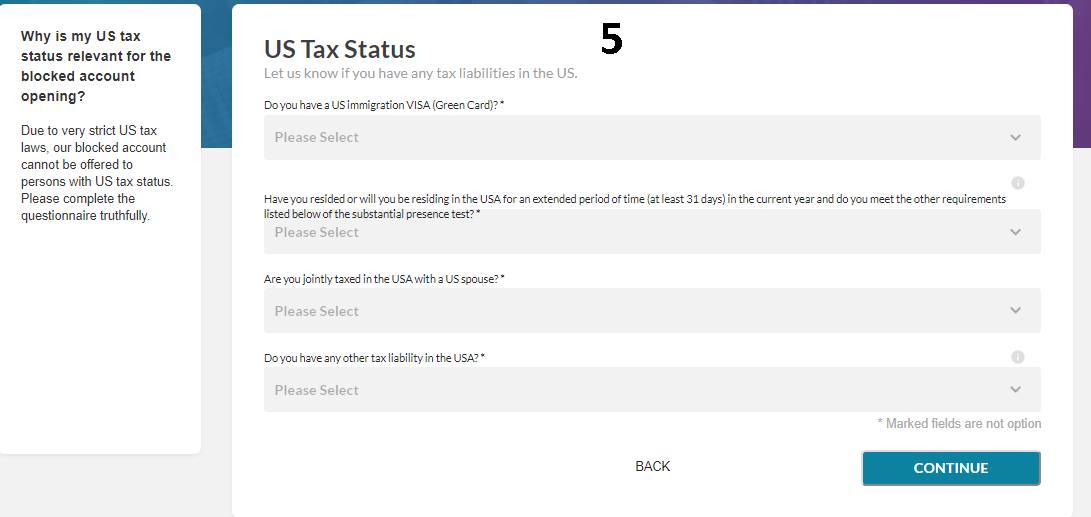 Why is my US tax
status relevant for the
blocked account
opening?
Due to very strict US tax
laws, our blocked account
cannot be offered to
persons with US tax status.
Please complete the
questionnaire truthfully.
5
US Tax Status
Let us know if you have any tax liabilities in the US.
Do you have a US immigration VISA (Green Card)? *
Please Select
i
Have you resided or will you be residing in the USA for an extended period of time (at least 31 days) in the current year and do you meet the other requirements
listed below of the substantial presence test? *
Please Select
Are you jointly taxed in the USA with a US spouse? *
Please Select
Do you have any other tax liability in the USA? *
i
Please Select
* Marked fields are not option
BACK
CONTINUE